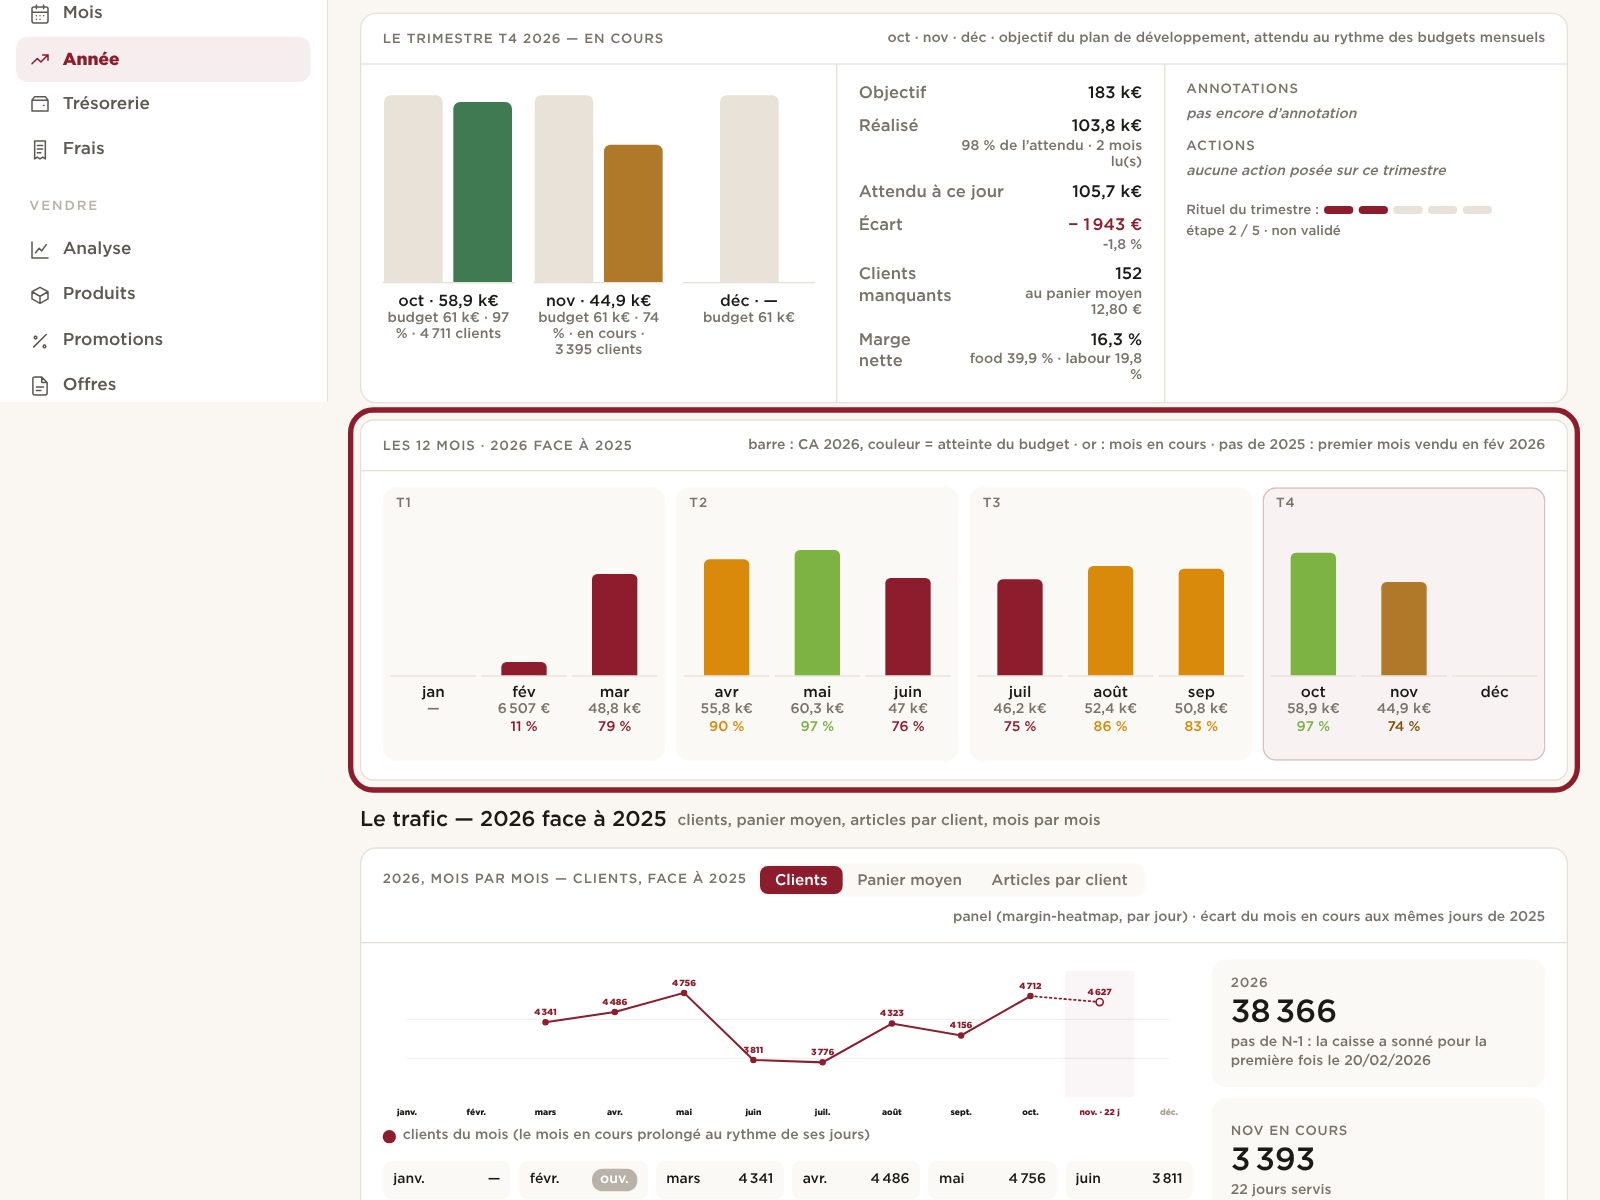 Mois
Année
Trésorerie
Frais
VENDRE
Analyse
Produits
Promotions
Offres
LE TRIMESTRE T4 2026 — EN COURS
oct · nov · déc · objectif du plan de développement, attendu au rythme des budgets mensuels
oct · 58,9 k€
budget 61 k€ · 97
% · 4 711 clients
nov · 44,9 k€
budget 61 k€ · 74
% · en cours ·
3 395 clients
déc · —
budget 61 k€
Objectif 183 k€
Réalisé 103,8 k€
98 % de l’attendu · 2 mois
lu(s)
Attendu à ce jour 105,7 k€
Écart − 1 943 €
-1,8 %
Clients 152
manquants au panier moyen
12,80 €
Marge 16,3 %
nette food 39,9 % · labour 19,8
%
ANNOTATIONS
pas encore d’annotation
ACTIONS
aucune action posée sur ce trimestre
Rituel du trimestre :
étape 2 / 5 · non validé
LES 12 MOIS · 2026 FACE À 2025
barre : CA 2026, couleur = atteinte du budget · or : mois en cours · pas de 2025 : premier mois vendu en fév 2026
T1
T2
T3
T4
jan fév mar avr mai juin juil août sep oct nov déc
— 6 507 € 48,8 k€ 55,8 k€ 60,3 k€ 47 k€ 46,2 k€ 52,4 k€ 50,8 k€ 58,9 k€ 44,9 k€
11 % 79 % 90 % 97 % 76 % 75 % 86 % 83 % 97 % 74 %
Le trafic — 2026 face à 2025 clients, panier moyen, articles par client, mois par mois
2026, MOIS PAR MOIS — CLIENTS, FACE À 2025 Clients Panier moyen Articles par client
panel (margin-heatmap, par jour) · écart du mois en cours aux mêmes jours de 2025
4 341 4 486 4 756 3 811 3 776 4 323 4 156 4 712 4 627
janv. févr. mars avr. mai juin juil. août sept. oct. nov. · 22 j déc.
clients du mois (le mois en cours prolongé au rythme de ses jours)
janv. — févr. ouv. mars 4 341 avr. 4 486 mai 4 756 juin 3 811
2026
38 366
pas de N-1 : la caisse a sonné pour la
première fois le 20/02/2026
NOV EN COURS
3 393
22 jours servis